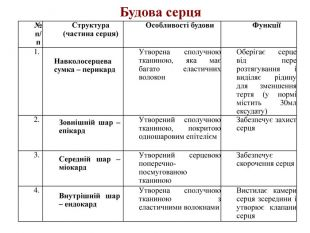 Будова серця
№ п/п Структура (частина серця) Особливості будови Функції
1.
Навколосерцева сумка – перикард
Утворена сполучною
тканиною, яка має
багато еластичних
волокон
Оберігає серце
від пере
розтягування і
виділяє рідину
для зменшення
тертя (у нормі
містить 30мл
ексудату)
2.
Зовнішній шар –
епікард
Утворений сполучною
тканиною, покритою
одношаровим епітелієм
Забезпечує захист
серця
3.
Середній шар –
міокард
Утворений серцевою
поперечно-
посмугованою
тканиною
Забезпечує
скорочення серця
4.
Внутрішній шар
– ендокард
Утворена сполучною
тканиною з
еластичними волокнами
Вистилає камери
серця зсередини і
утворює клапани
серця